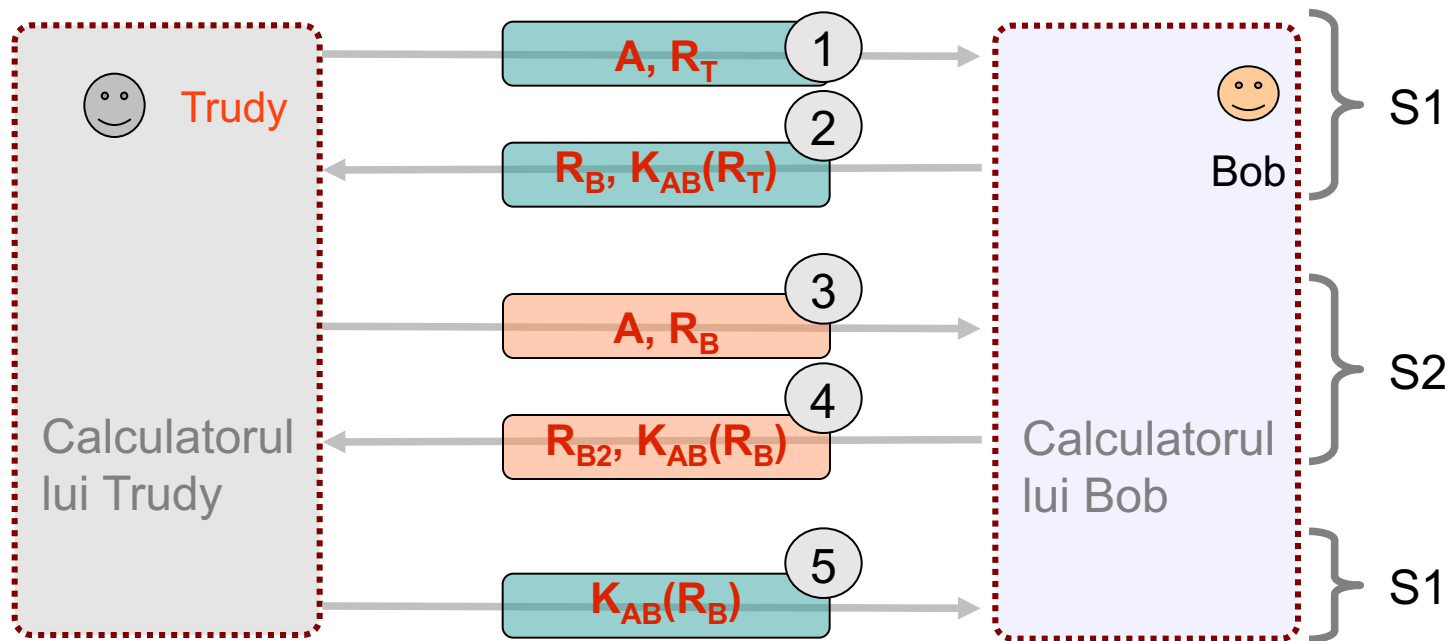 A, R_T
1
Trudy
2
R_B, K_AB(R_T)
Bob
S1
3
A, R_B
4
R_B2, K_AB(R_B)
S2
Calculatorul
lui Trudy
Calculatorul
lui Bob
5
K_AB(R_B)
S1